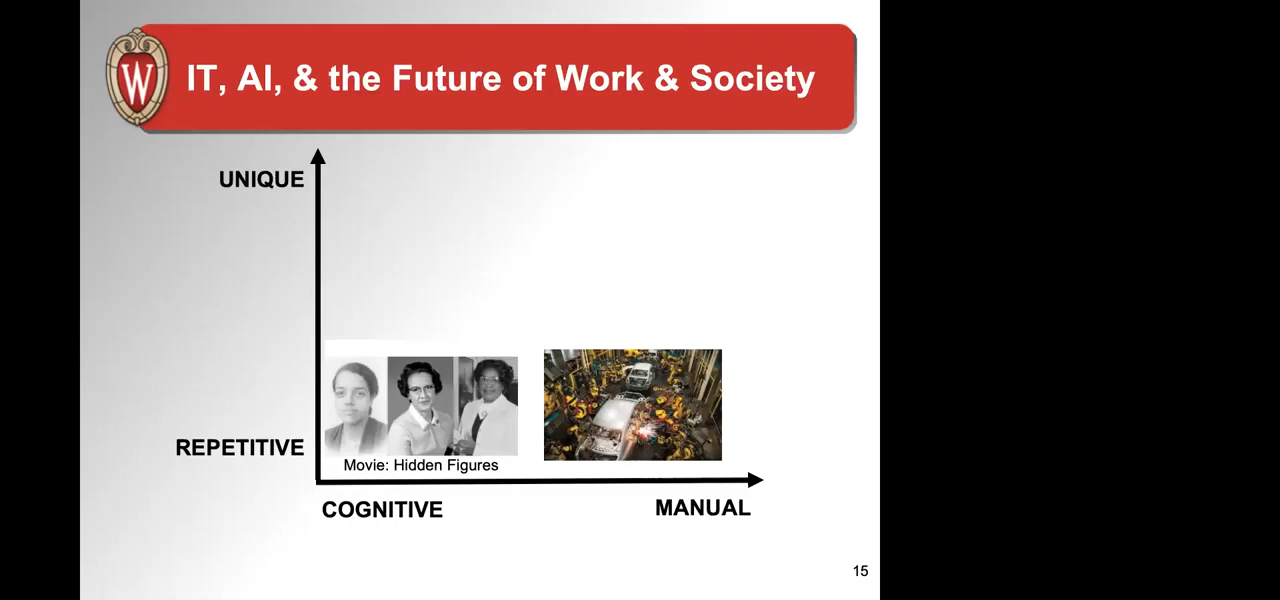 W
IT, AI, & the Future of Work & Society
UNIQUE
REPETITIVE
Movie: Hidden Figures
COGNITIVE
MANUAL
15